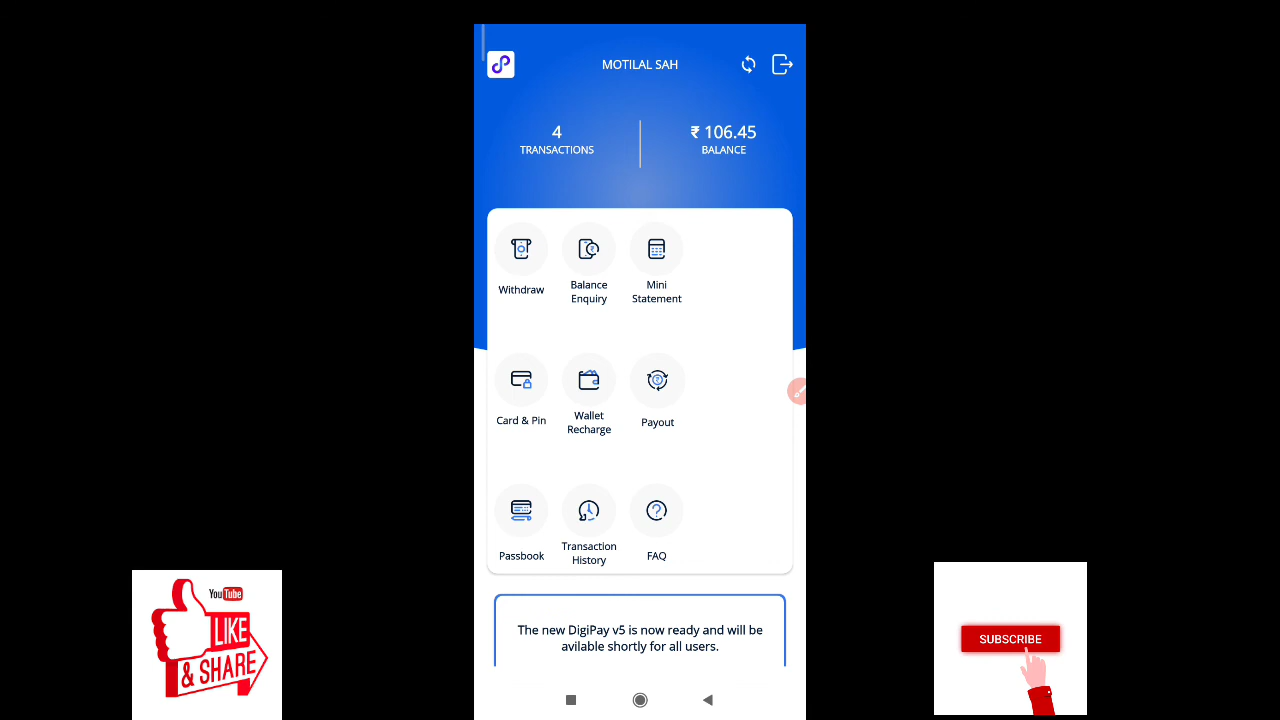 MOTILAL SAH
4
TRANSACTIONS
₹ 106.45
BALANCE
Withdraw
Balance
Enquiry
Mini
Statement
Card & Pin
Wallet
Recharge
Payout
Passbook
Transaction
History
FAQ
The new DigiPay v5 is now ready and will be
avilable shortly for all users.
YouTube
LIKE
& SHARE
SUBSCRIBE